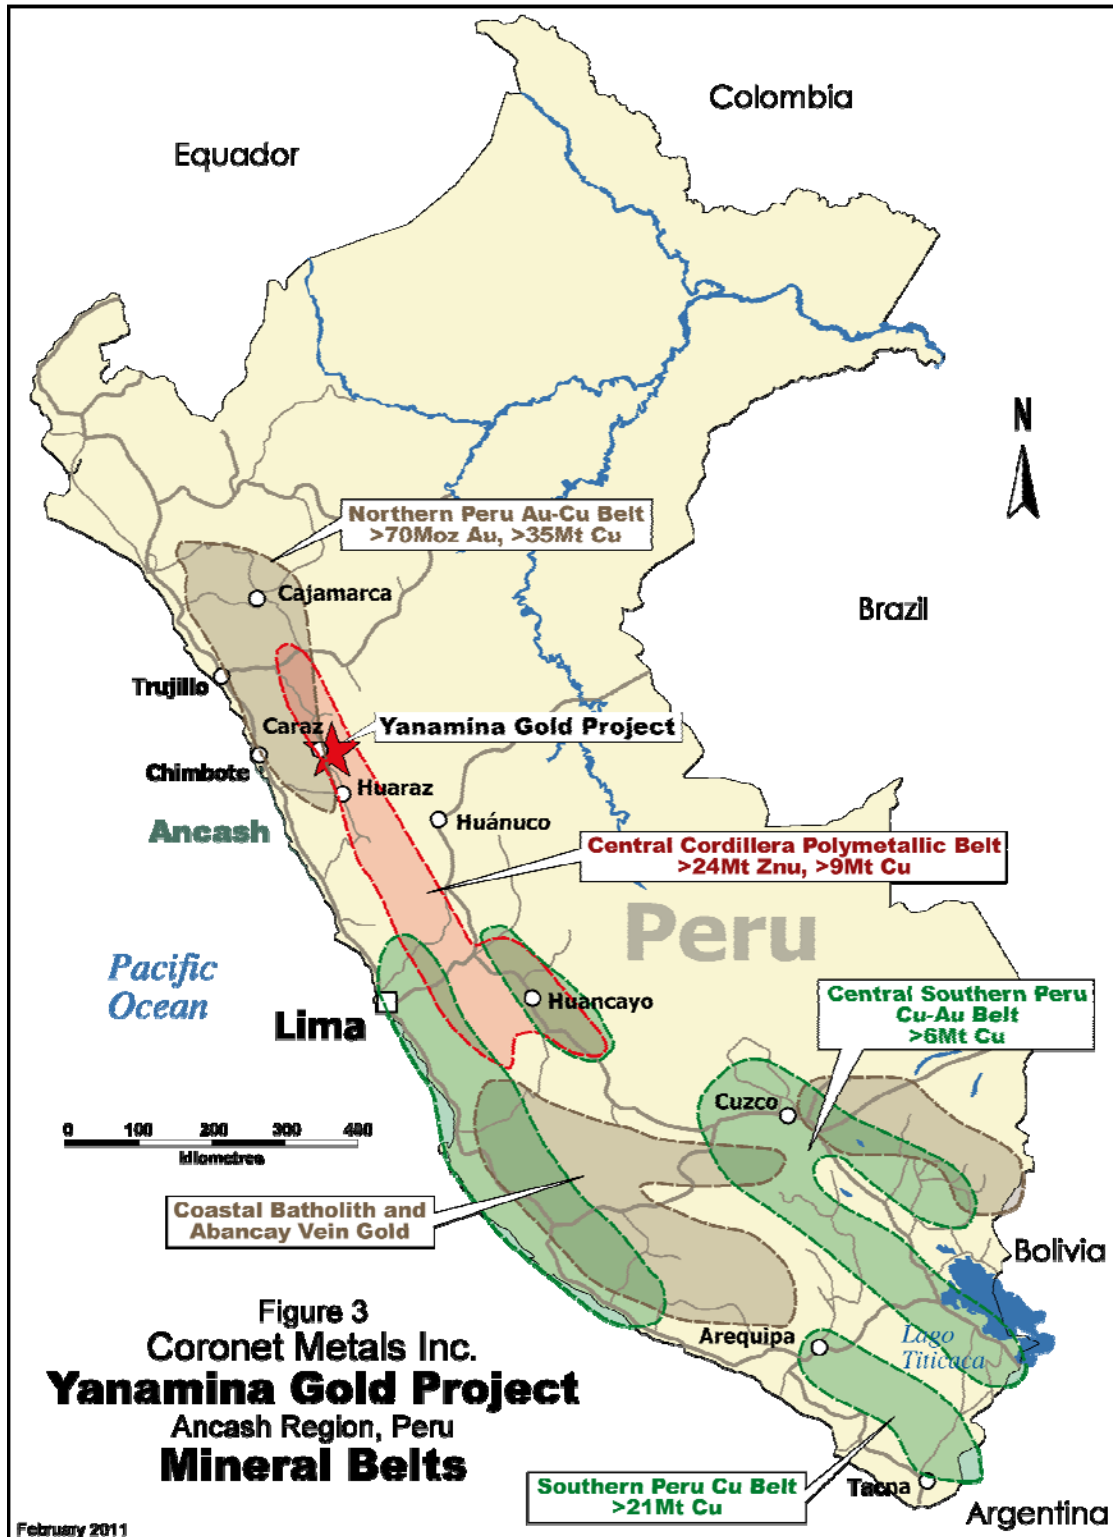 Colombia
Equador
N
Northern Peru Au-Cu Belt
>70Moz Au, >35Mt Cu
Cajamarca
Brazil
Trujillo
Caraz
Yanamina Gold Project
Chimbote
Huaraz
Ancash
Huánuco
Central Cordillera Polymetallic Belt
>24Mt Znu, >9Mt Cu
Peru
Pacific
Ocean
Huancayo
Lima
Central Southern Peru
Cu-Au Belt
>6Mt Cu
Cuzco
0 100 200 300 400
kilometres
Coastal Batholith and
Abancay Vein Gold
Bolivia
Arequipa
Lago
Titicaca
Figure 3
Coronet Metals Inc.
Yanamina Gold Project
Ancash Region, Peru
Mineral Belts
Southern Peru Cu Belt
>21Mt Cu
Tacna
Argentina
February 2011